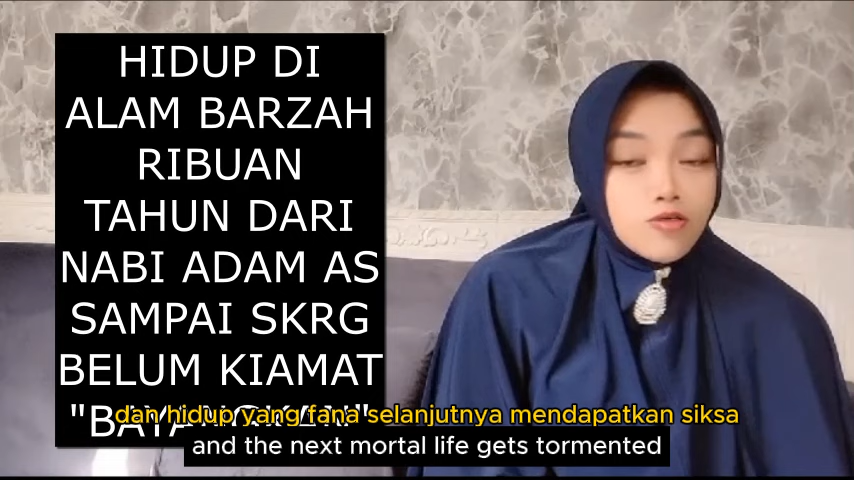 HIDUP DI
ALAM BARZAH
RIBUAN
TAHUN DARI
NABI ADAM AS
SAMPAI SKRG
BELUM KIAMAT
"BAYANGKAN"
dan hidup yang fana selanjutnya mendapatkan siksa
and the next mortal life gets tormented